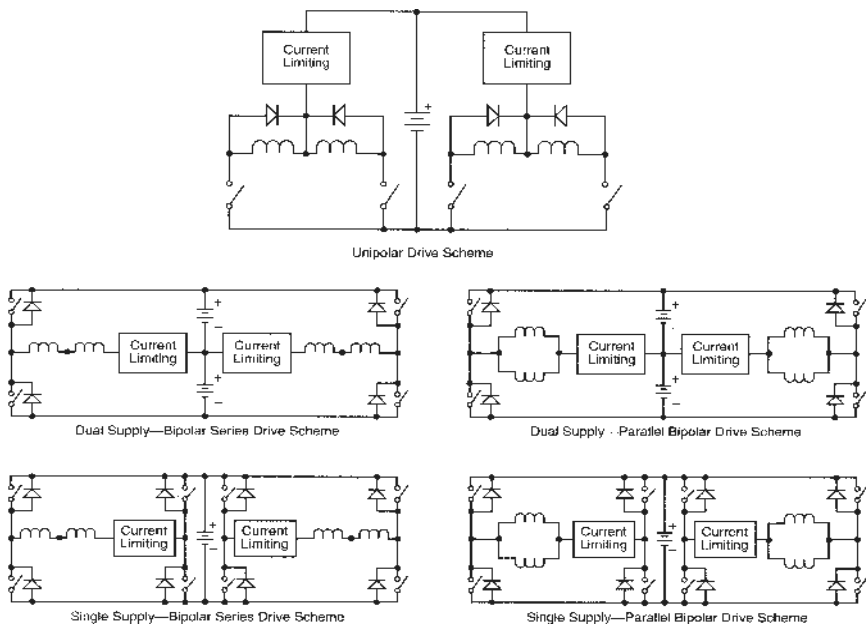 Current
Limiting
Current
Limiting
+
Unipolar Drive Scheme
+
−
Current
Limiting
Current
Limiting
+
−
Dual Supply—Bipolar Series Drive Scheme
+
−
Current
Limiting
Current
Limiting
+
−
Dual Supply - Parallel Bipolar Drive Scheme
Current
Limiting
+
−
Current
Limiting
Single Supply—Bipolar Series Drive Scheme
Current
Limiting
+
−
Current
Limiting
Single Supply—Parallel Bipolar Drive Scheme